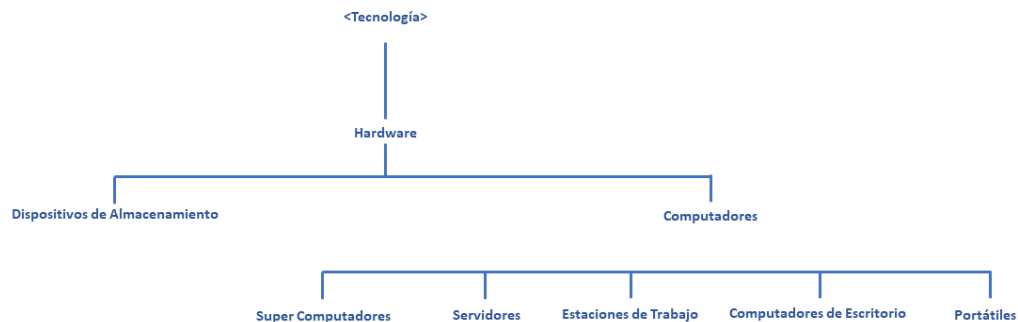 <Tecnología>
Hardware
Dispositivos de Almacenamiento
Computadores
Super Computadores
Servidores
Estaciones de Trabajo
Computadores de Escritorio
Portátiles